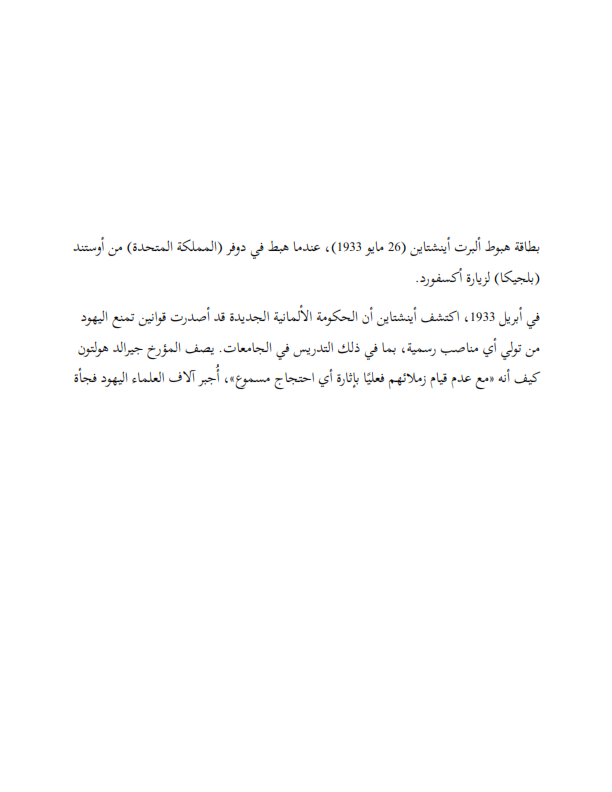 بطاقة هبوط ألبرت أينشتاين (26 مايو 1933)، عندما هبط في دوفر (المملكة المتحدة) من أوستند
(بلجيكا) لزيارة أكسفورد.
في أبريل 1933، اكتشف أينشتاين أن الحكومة الألمانية الجديدة قد أصدرت قوانين تمنع اليهود
من تولي أي مناصب رسمية، بما في ذلك التدريس في الجامعات. يصف المؤرخ جيرالد هولتون
كيف أنه «مع عدم قيام زملائهم فعليًا بإثارة أي احتجاج مسموع»، أُجبر آلاف العلماء اليهود فجأة